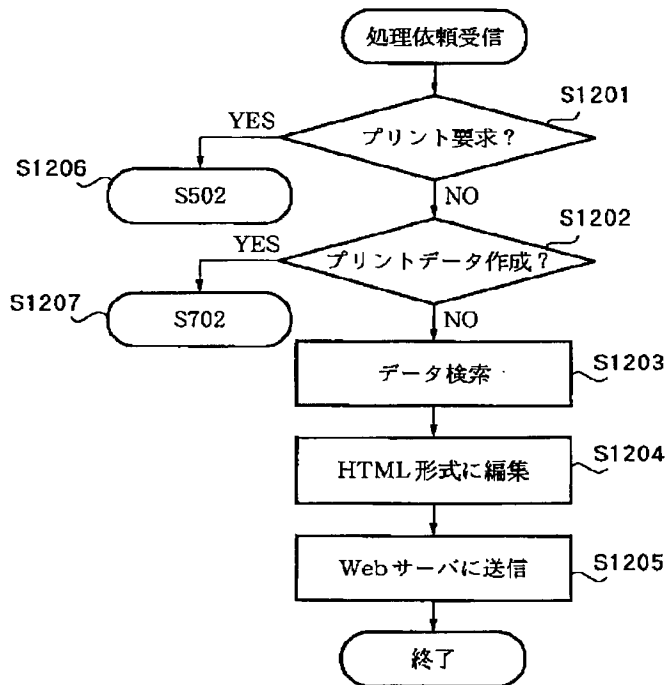 処理依頼受信
S1201
YES
プリント要求?
S1206
S502
NO
S1202
YES
プリントデータ作成?
S1207
S702
NO
データ検索
S1203
HTML形式に編集
S1204
Webサーバに送信
S1205
終了